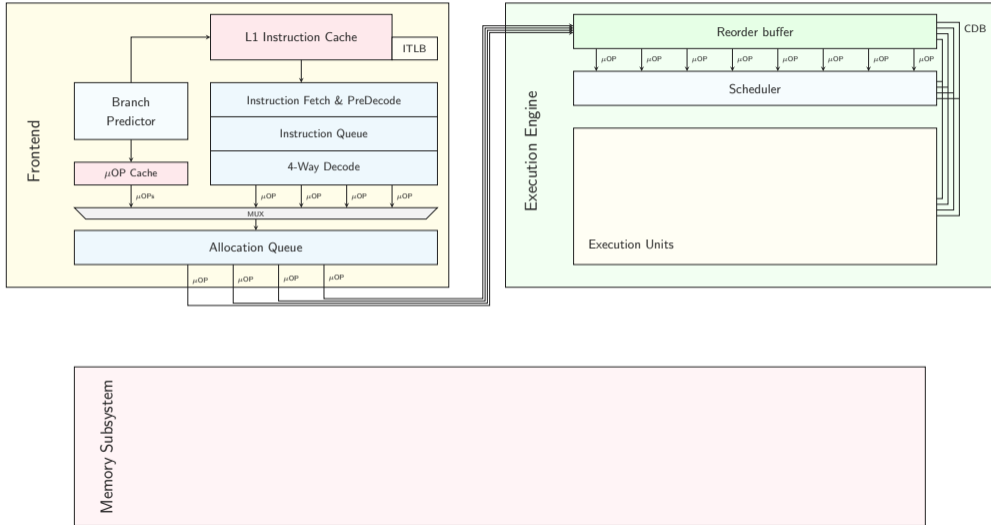 Frontend
L1 Instruction Cache
ITLB
Branch
Predictor
Instruction Fetch & PreDecode
Instruction Queue
4-Way Decode
μOP Cache
μOPs
μOP
μOP
μOP
μOP
MUX
Allocation Queue
μOP
μOP
μOP
μOP
Execution Engine
Reorder buffer
CDB
μOP
μOP
μOP
μOP
μOP
μOP
μOP
μOP
Scheduler
Execution Units
Memory Subsystem